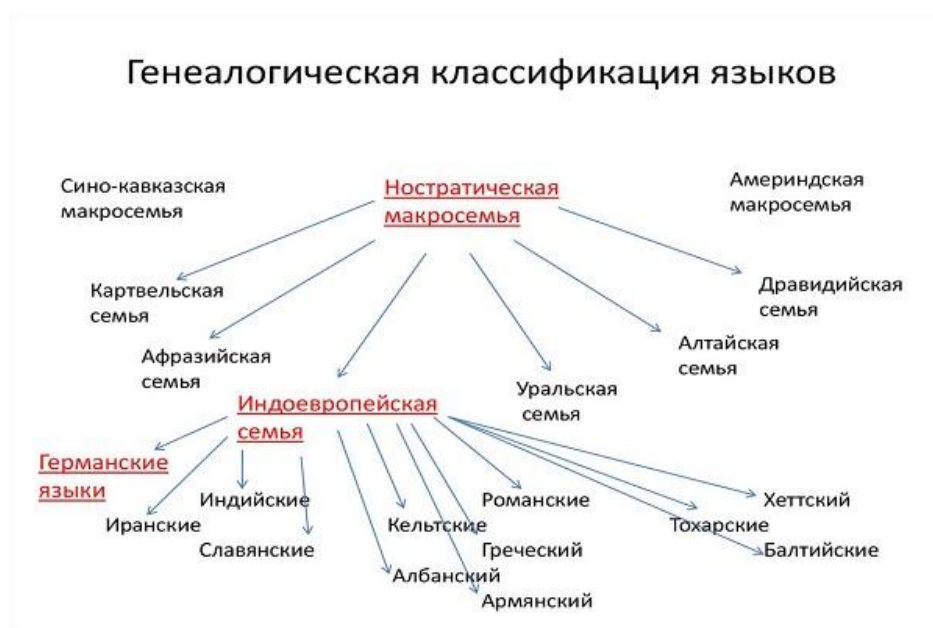 Генеалогическая классификация языков
Сино-кавказская
макросемья
Ностратическая
макросемья
Америндская
макросемья
Картвельская
семья
Дравидийская
семья
Афразийская
семья
Алтайская
семья
Уральская
семья
Индоевропейская
семья
Германские
языки
Индийские
Романские
Хеттский
Иранские
Кельтские
Тохарские
Славянские
Греческий
Балтийские
Албанский
Армянский